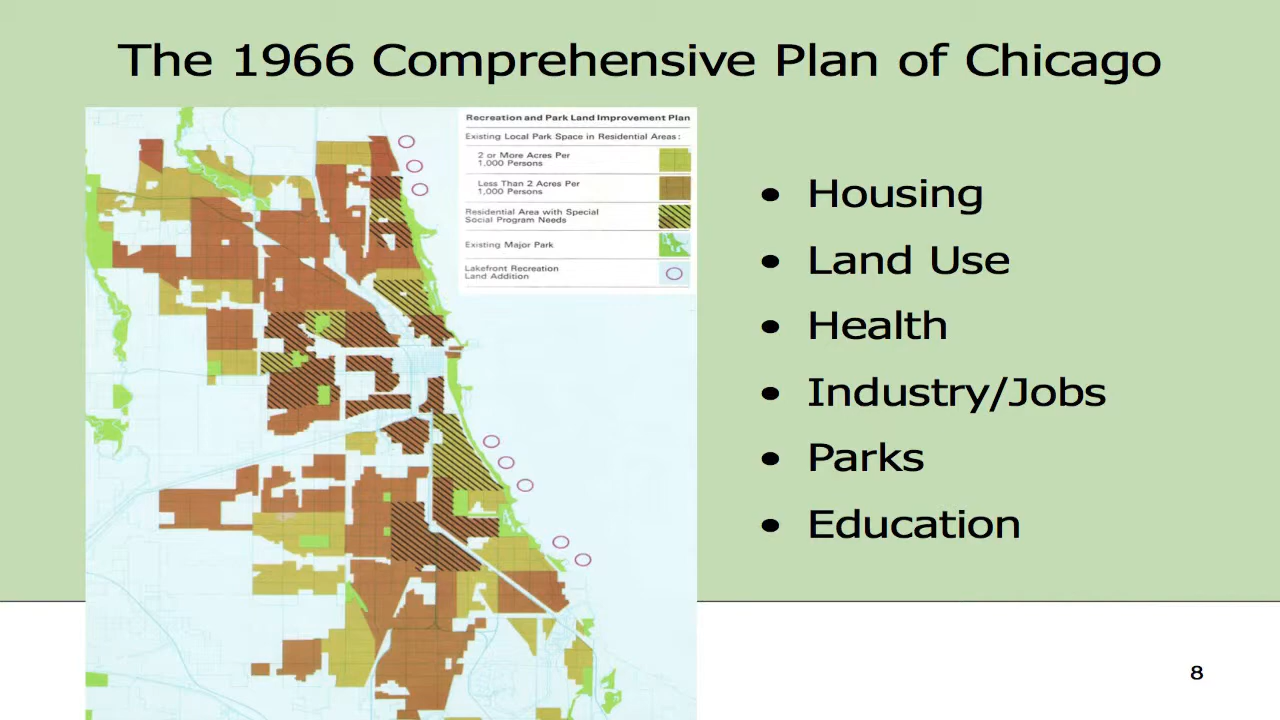 The 1966 Comprehensive Plan of Chicago
Recreation and Park Land Improvement Plan
Existing Local Park Space in Residential Areas:
2 or More Acres Per
1,000 Persons
Less Than 2 Acres Per
1,000 Persons
Residential Area with Special
Social Program Needs
Existing Major Park
Lakefront Recreation
Land Addition
• Housing
• Land Use
• Health
• Industry/Jobs
• Parks
• Education
8